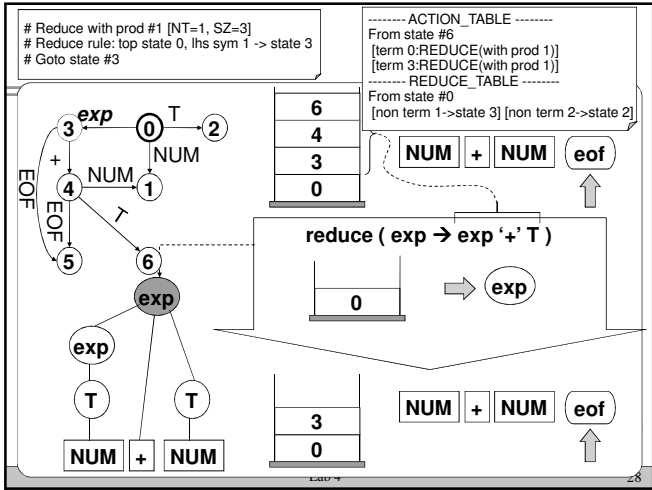 # Reduce with prod #1 [NT=1, SZ=3]
# Reduce rule: top state 0, lhs sym 1 -> state 3
# Goto state #3
-------- ACTION_TABLE --------
From state #6
[term 0:REDUCE(with prod 1)]
[term 3:REDUCE(with prod 1)]
-------- REDUCE_TABLE --------
From state #0
[non term 1->state 3] [non term 2->state 2]
exp
T
3
0
2
+
NUM
EOF
4
NUM
1
EOF
T
5
6
6
4
3
0
NUM + NUM eof
reduce ( exp → exp ‘+’ T )
0
exp
exp
exp
T
T
NUM + NUM
3
0
NUM + NUM eof
Lab 4
28